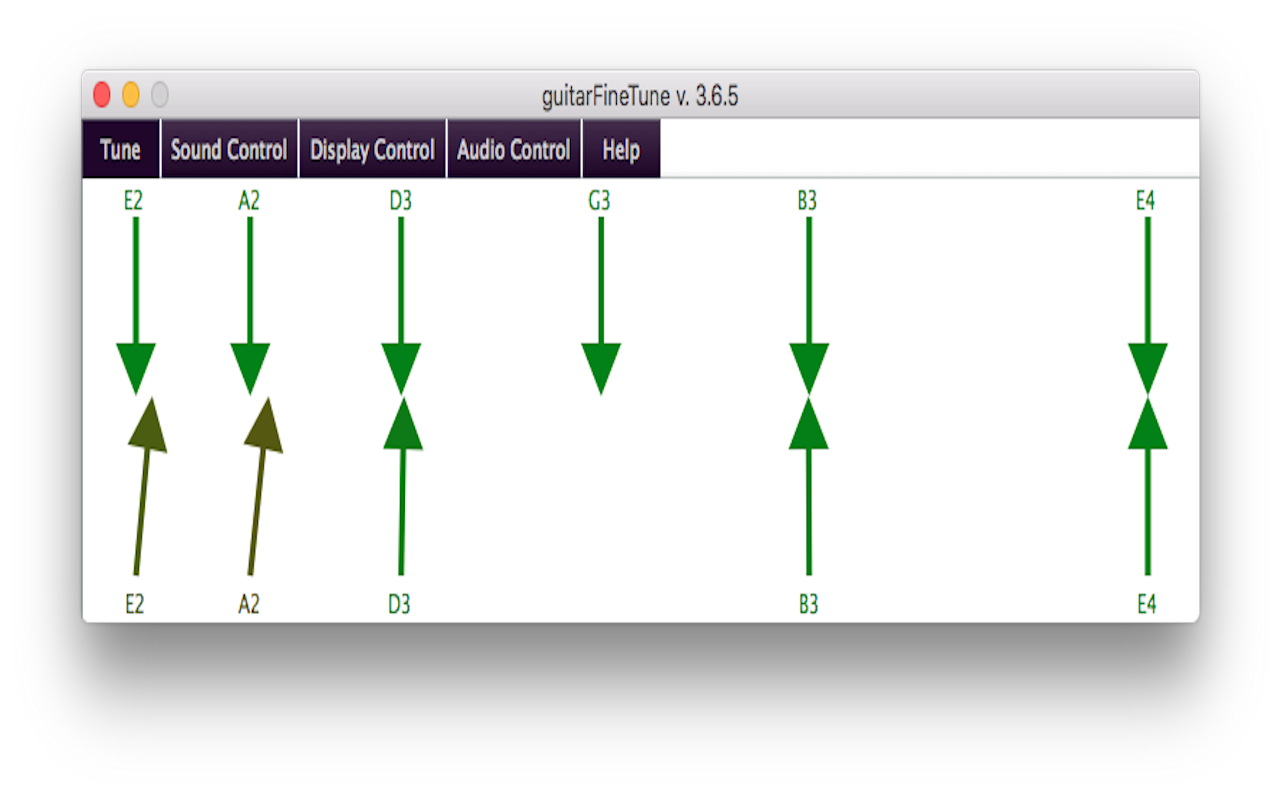 guitarFineTune v. 3.6.5
Tune Sound Control Display Control Audio Control Help
E2 A2 D3 G3 B3 E4
E2 A2 D3 B3 E4